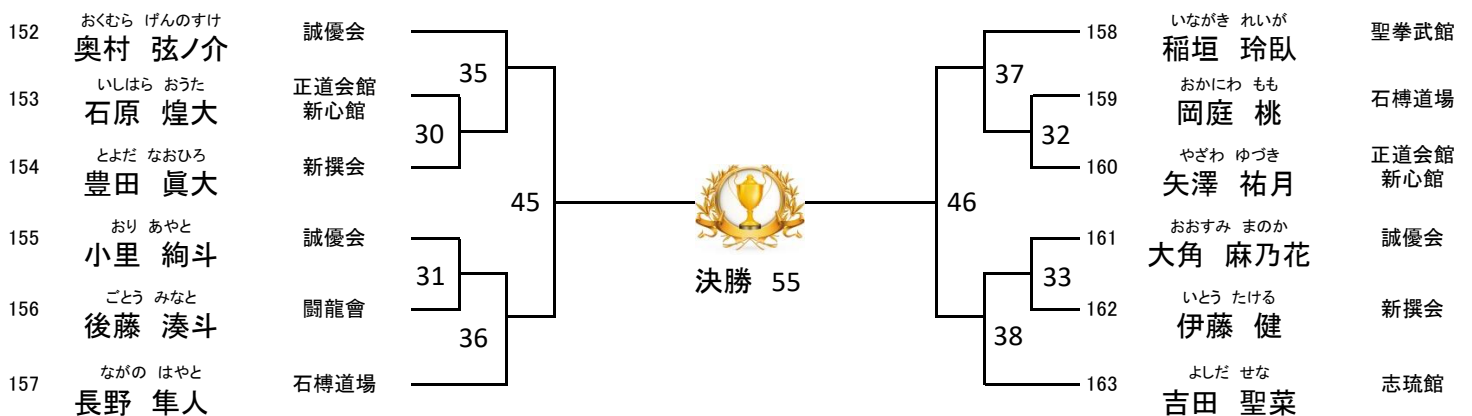 152 おくむら げんのすけ
奥村 弦ノ介 誠優会
153 いしはら おうた
石原 煌大 正道会館
新心館
154 とよだ なおひろ
豊田 眞大 新撰会
155 おり あやと
小里 絢斗 誠優会
156 ごとう みなと
後藤 湊斗 闘龍會
157 ながの はやと
長野 隼人 石榑道場
35
30
45
31
36
決勝 55
37
32
46
33
38
158 いながき れいが
稲垣 玲臥 聖拳武館
159 おかにわ もも
岡庭 桃 石榑道場
160 やざわ ゆづき
矢澤 祐月 正道会館
新心館
161 おおすみ まのか
大角 麻乃花 誠優会
162 いとう たける
伊藤 健 新撰会
163 よしだ せな
吉田 聖菜 志琉館